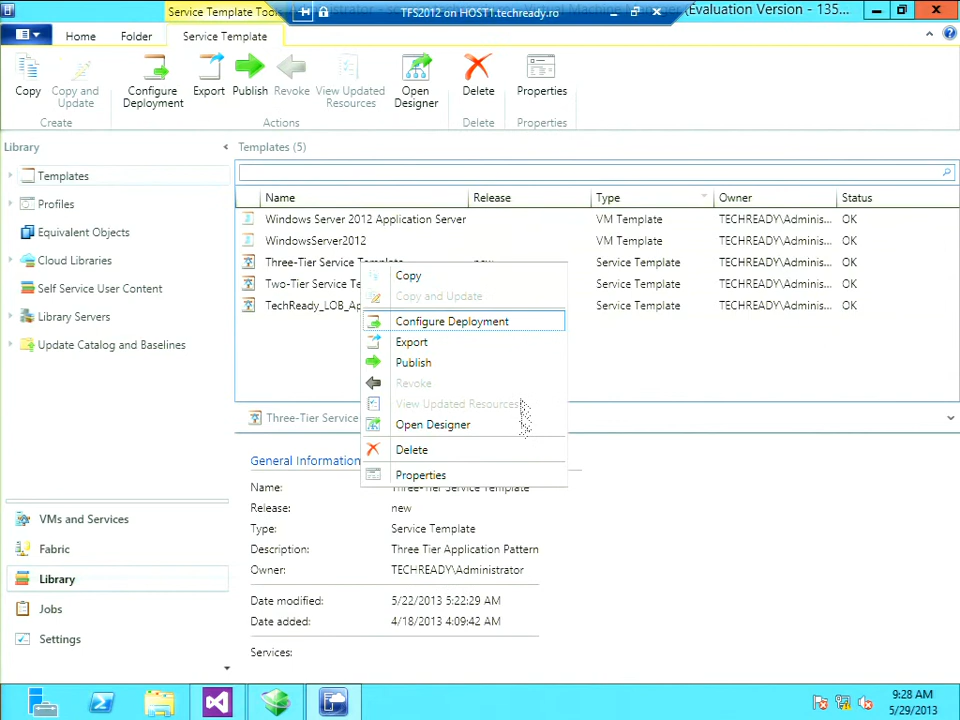 Service Template Tools
TFS2012 on HOST1.techready.ro
(Evaluation Version - 135...
Home
Folder
Service Template
Copy
Copy and Update
Configure Deployment
Export
Publish
Revoke
View Updated Resources
Open Designer
Delete
Properties
Create
Actions
Delete
Properties
Library
Templates
Profiles
Equivalent Objects
Cloud Libraries
Self Service User Content
Library Servers
Update Catalog and Baselines
VMs and Services
Fabric
Library
Jobs
Settings
Templates (5)
Name Release Type Owner Status
Windows Server 2012 Application Server VM Template TECHREADY\Adminis... OK
WindowsServer2012 VM Template TECHREADY\Adminis... OK
Three-Tier Service Template new Service Template TECHREADY\Adminis... OK
Two-Tier Service Te Service Template TECHREADY\Adminis... OK
TechReady_LOB_Ap Service Template TECHREADY\Adminis... OK
Copy
Copy and Update
Configure Deployment
Export
Publish
Revoke
View Updated Resources
Open Designer
Delete
Properties
Three-Tier Service
General Information
Name: Three-Tier Service Template
Release: new
Type: Service Template
Description: Three Tier Application Pattern
Owner: TECHREADY\Administrator
Date modified: 5/22/2013 5:22:29 AM
Date added: 4/18/2013 4:09:42 AM
Services:
9:28 AM
5/29/2013